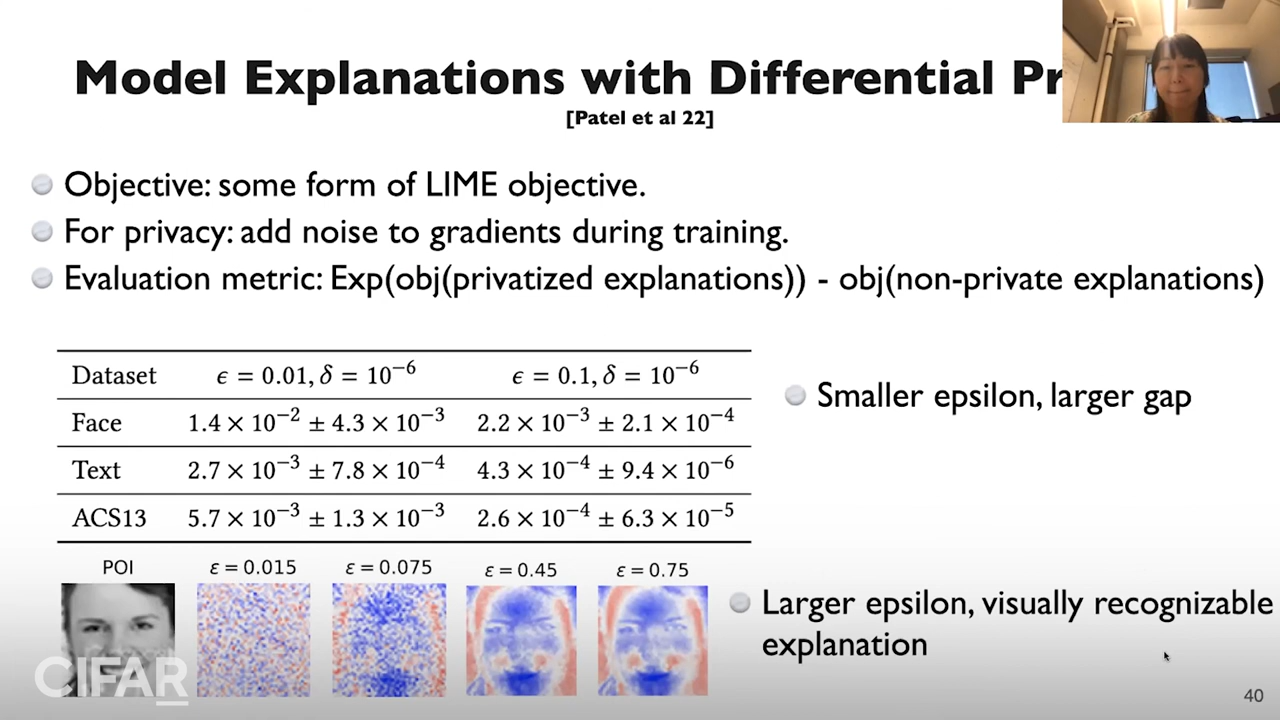 Model Explanations with Differential Pr
[Patel et al 22]
Objective: some form of LIME objective.
For privacy: add noise to gradients during training.
Evaluation metric: Exp(obj(privatized explanations)) - obj(non-private explanations)
Dataset ϵ = 0.01, δ = 10⁻⁶ ϵ = 0.1, δ = 10⁻⁶
Face 1.4 × 10⁻² ± 4.3 × 10⁻³ 2.2 × 10⁻³ ± 2.1 × 10⁻⁴
Text 2.7 × 10⁻³ ± 7.8 × 10⁻⁴ 4.3 × 10⁻⁴ ± 9.4 × 10⁻⁶
ACS13 5.7 × 10⁻³ ± 1.3 × 10⁻³ 2.6 × 10⁻⁴ ± 6.3 × 10⁻⁵
Smaller epsilon, larger gap
POI ε = 0.015 ε = 0.075 ε = 0.45 ε = 0.75
Larger epsilon, visually recognizable
explanation
CIFAR
40